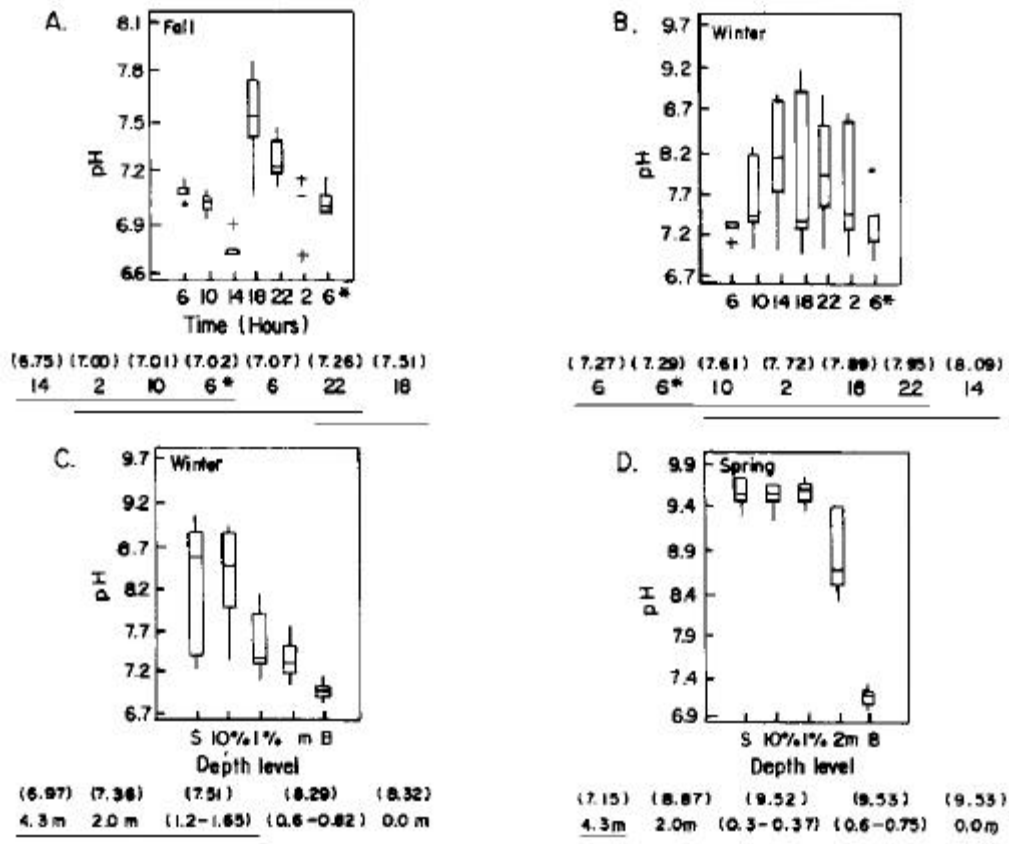 A.
Fall
8.1
7.8
7.5
7.2
6.9
6.6
pH
6 10 14 18 22 2 6*
Time (Hours)
(6.75) (7.00) (7.01) (7.02) (7.07) (7.26) (7.51)
14 2 10 6* 6 22 18
B.
Winter
9.7
9.2
8.7
8.2
7.7
7.2
6.7
pH
6 10 14 18 22 2 6*
(7.27) (7.29) (7.61) (7.72) (7.89) (7.95) (8.09)
6 6* 10 2 18 22 14
C.
Winter
9.7
9.2
8.7
8.2
7.7
7.2
6.7
pH
S 10% 1% m B
Depth level
(6.97) (7.36) (7.51) (8.29) (8.32)
4.3 m 2.0 m (1.2-1.65) (0.6-0.82) 0.0 m
D.
Spring
9.9
9.4
8.9
8.4
7.9
7.4
6.9
pH
S 10% 1% 2m B
Depth level
(7.15) (8.87) (9.52) (9.53) (9.53)
4.3m 2.0m (0.3-0.37) (0.6-0.75) 0.0m